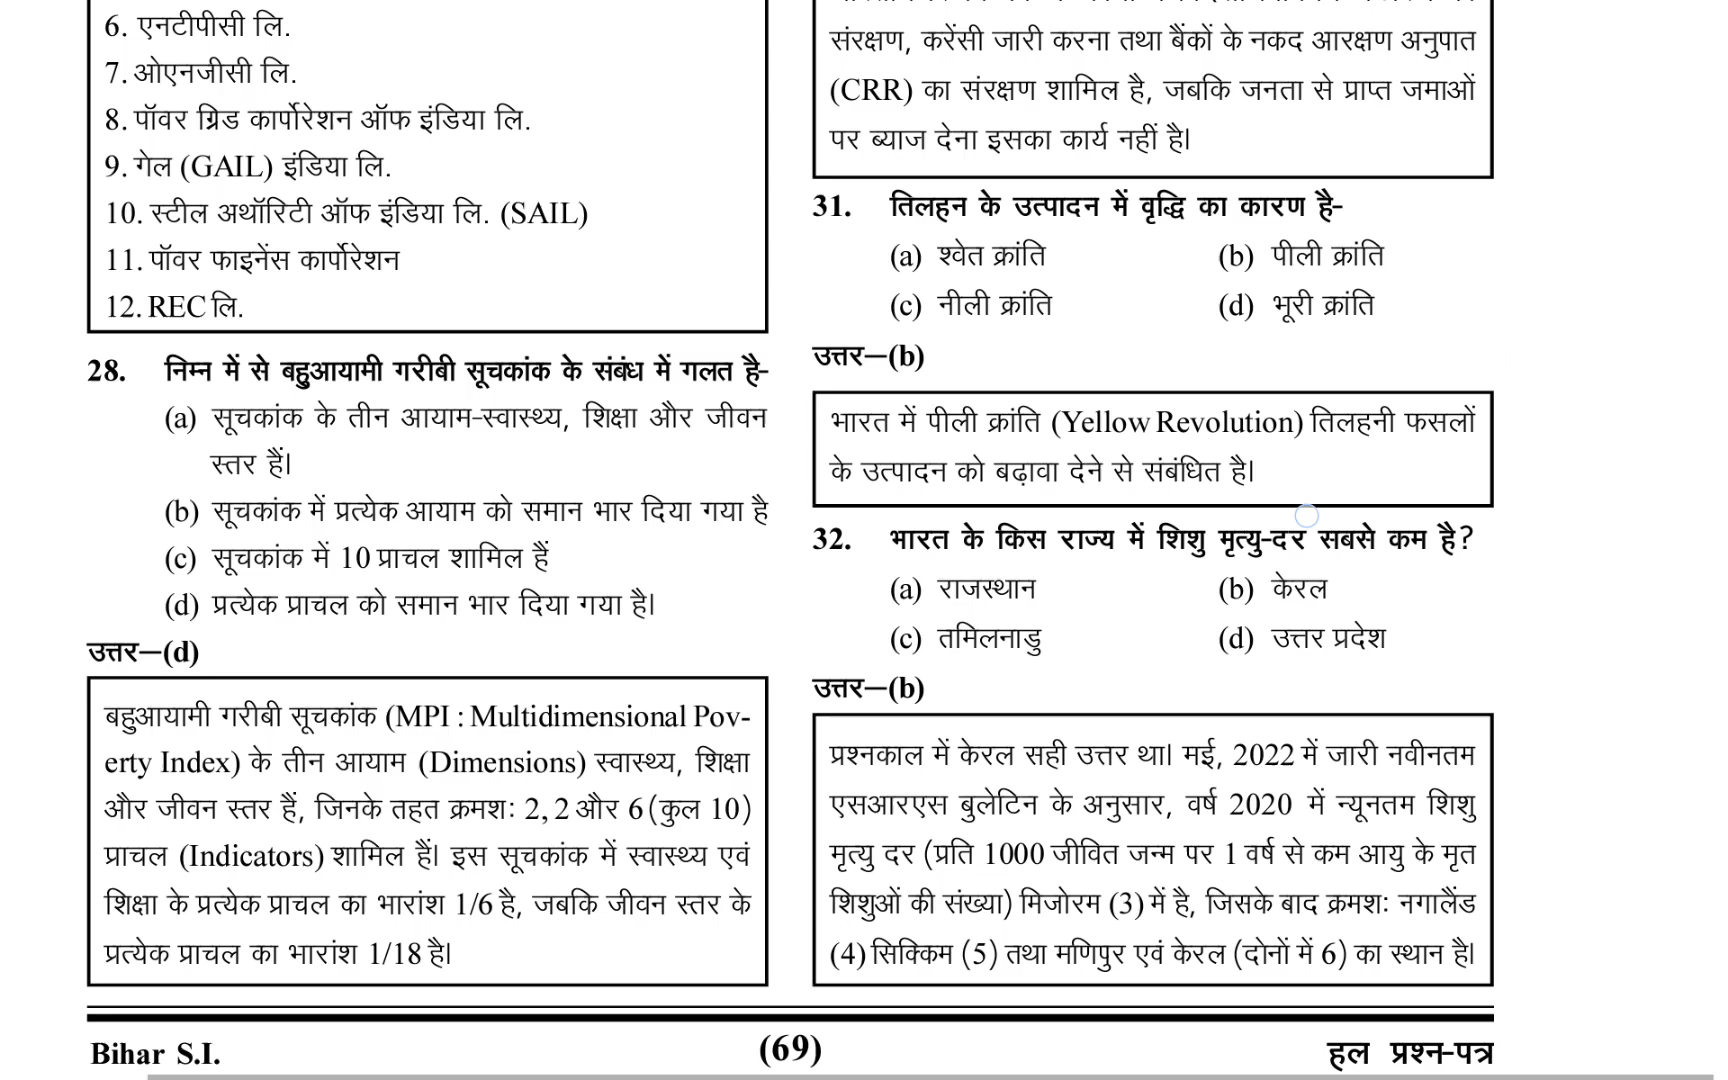 6. एनटीपीसी लि.
7. ओएनजीसी लि.
8. पॉवर ग्रिड कार्पोरेशन ऑफ इंडिया लि.
9. गेल (GAIL) इंडिया लि.
10. स्टील अथॉरिटी ऑफ इंडिया लि. (SAIL)
11. पॉवर फाइनेंस कार्पोरेशन
12. REC लि.
28. निम्न में से बहुआयामी गरीबी सूचकांक के संबंध में गलत है-
(a) सूचकांक के तीन आयाम-स्वास्थ्य, शिक्षा और जीवन
स्तर हैं।
(b) सूचकांक में प्रत्येक आयाम को समान भार दिया गया है
(c) सूचकांक में 10 प्राचल शामिल हैं
(d) प्रत्येक प्राचल को समान भार दिया गया है।
उत्तर—(d)
बहुआयामी गरीबी सूचकांक (MPI : Multidimensional Pov-
erty Index) के तीन आयाम (Dimensions) स्वास्थ्य, शिक्षा
और जीवन स्तर हैं, जिनके तहत क्रमशः 2, 2 और 6 (कुल 10)
प्राचल (Indicators) शामिल हैं। इस सूचकांक में स्वास्थ्य एवं
शिक्षा के प्रत्येक प्राचल का भारांश 1/6 है, जबकि जीवन स्तर के
प्रत्येक प्राचल का भारांश 1/18 है।
संरक्षण, करेंसी जारी करना तथा बैंकों के नकद आरक्षण अनुपात
(CRR) का संरक्षण शामिल है, जबकि जनता से प्राप्त जमाओं
पर ब्याज देना इसका कार्य नहीं है।
31. तिलहन के उत्पादन में वृद्धि का कारण है-
(a) श्वेत क्रांति (b) पीली क्रांति
(c) नीली क्रांति (d) भूरी क्रांति
उत्तर—(b)
भारत में पीली क्रांति (Yellow Revolution) तिलहनी फसलों
के उत्पादन को बढ़ावा देने से संबंधित है।
32. भारत के किस राज्य में शिशु मृत्यु-दर सबसे कम है?
(a) राजस्थान (b) केरल
(c) तमिलनाडु (d) उत्तर प्रदेश
उत्तर—(b)
प्रश्नकाल में केरल सही उत्तर था। मई, 2022 में जारी नवीनतम
एसआरएस बुलेटिन के अनुसार, वर्ष 2020 में न्यूनतम शिशु
मृत्यु दर (प्रति 1000 जीवित जन्म पर 1 वर्ष से कम आयु के मृत
शिशुओं की संख्या) मिजोरम (3) में है, जिसके बाद क्रमशः नगालैंड
(4) सिक्किम (5) तथा मणिपुर एवं केरल (दोनों में 6) का स्थान है।
Bihar S.I. (69) हल प्रश्न-पत्र